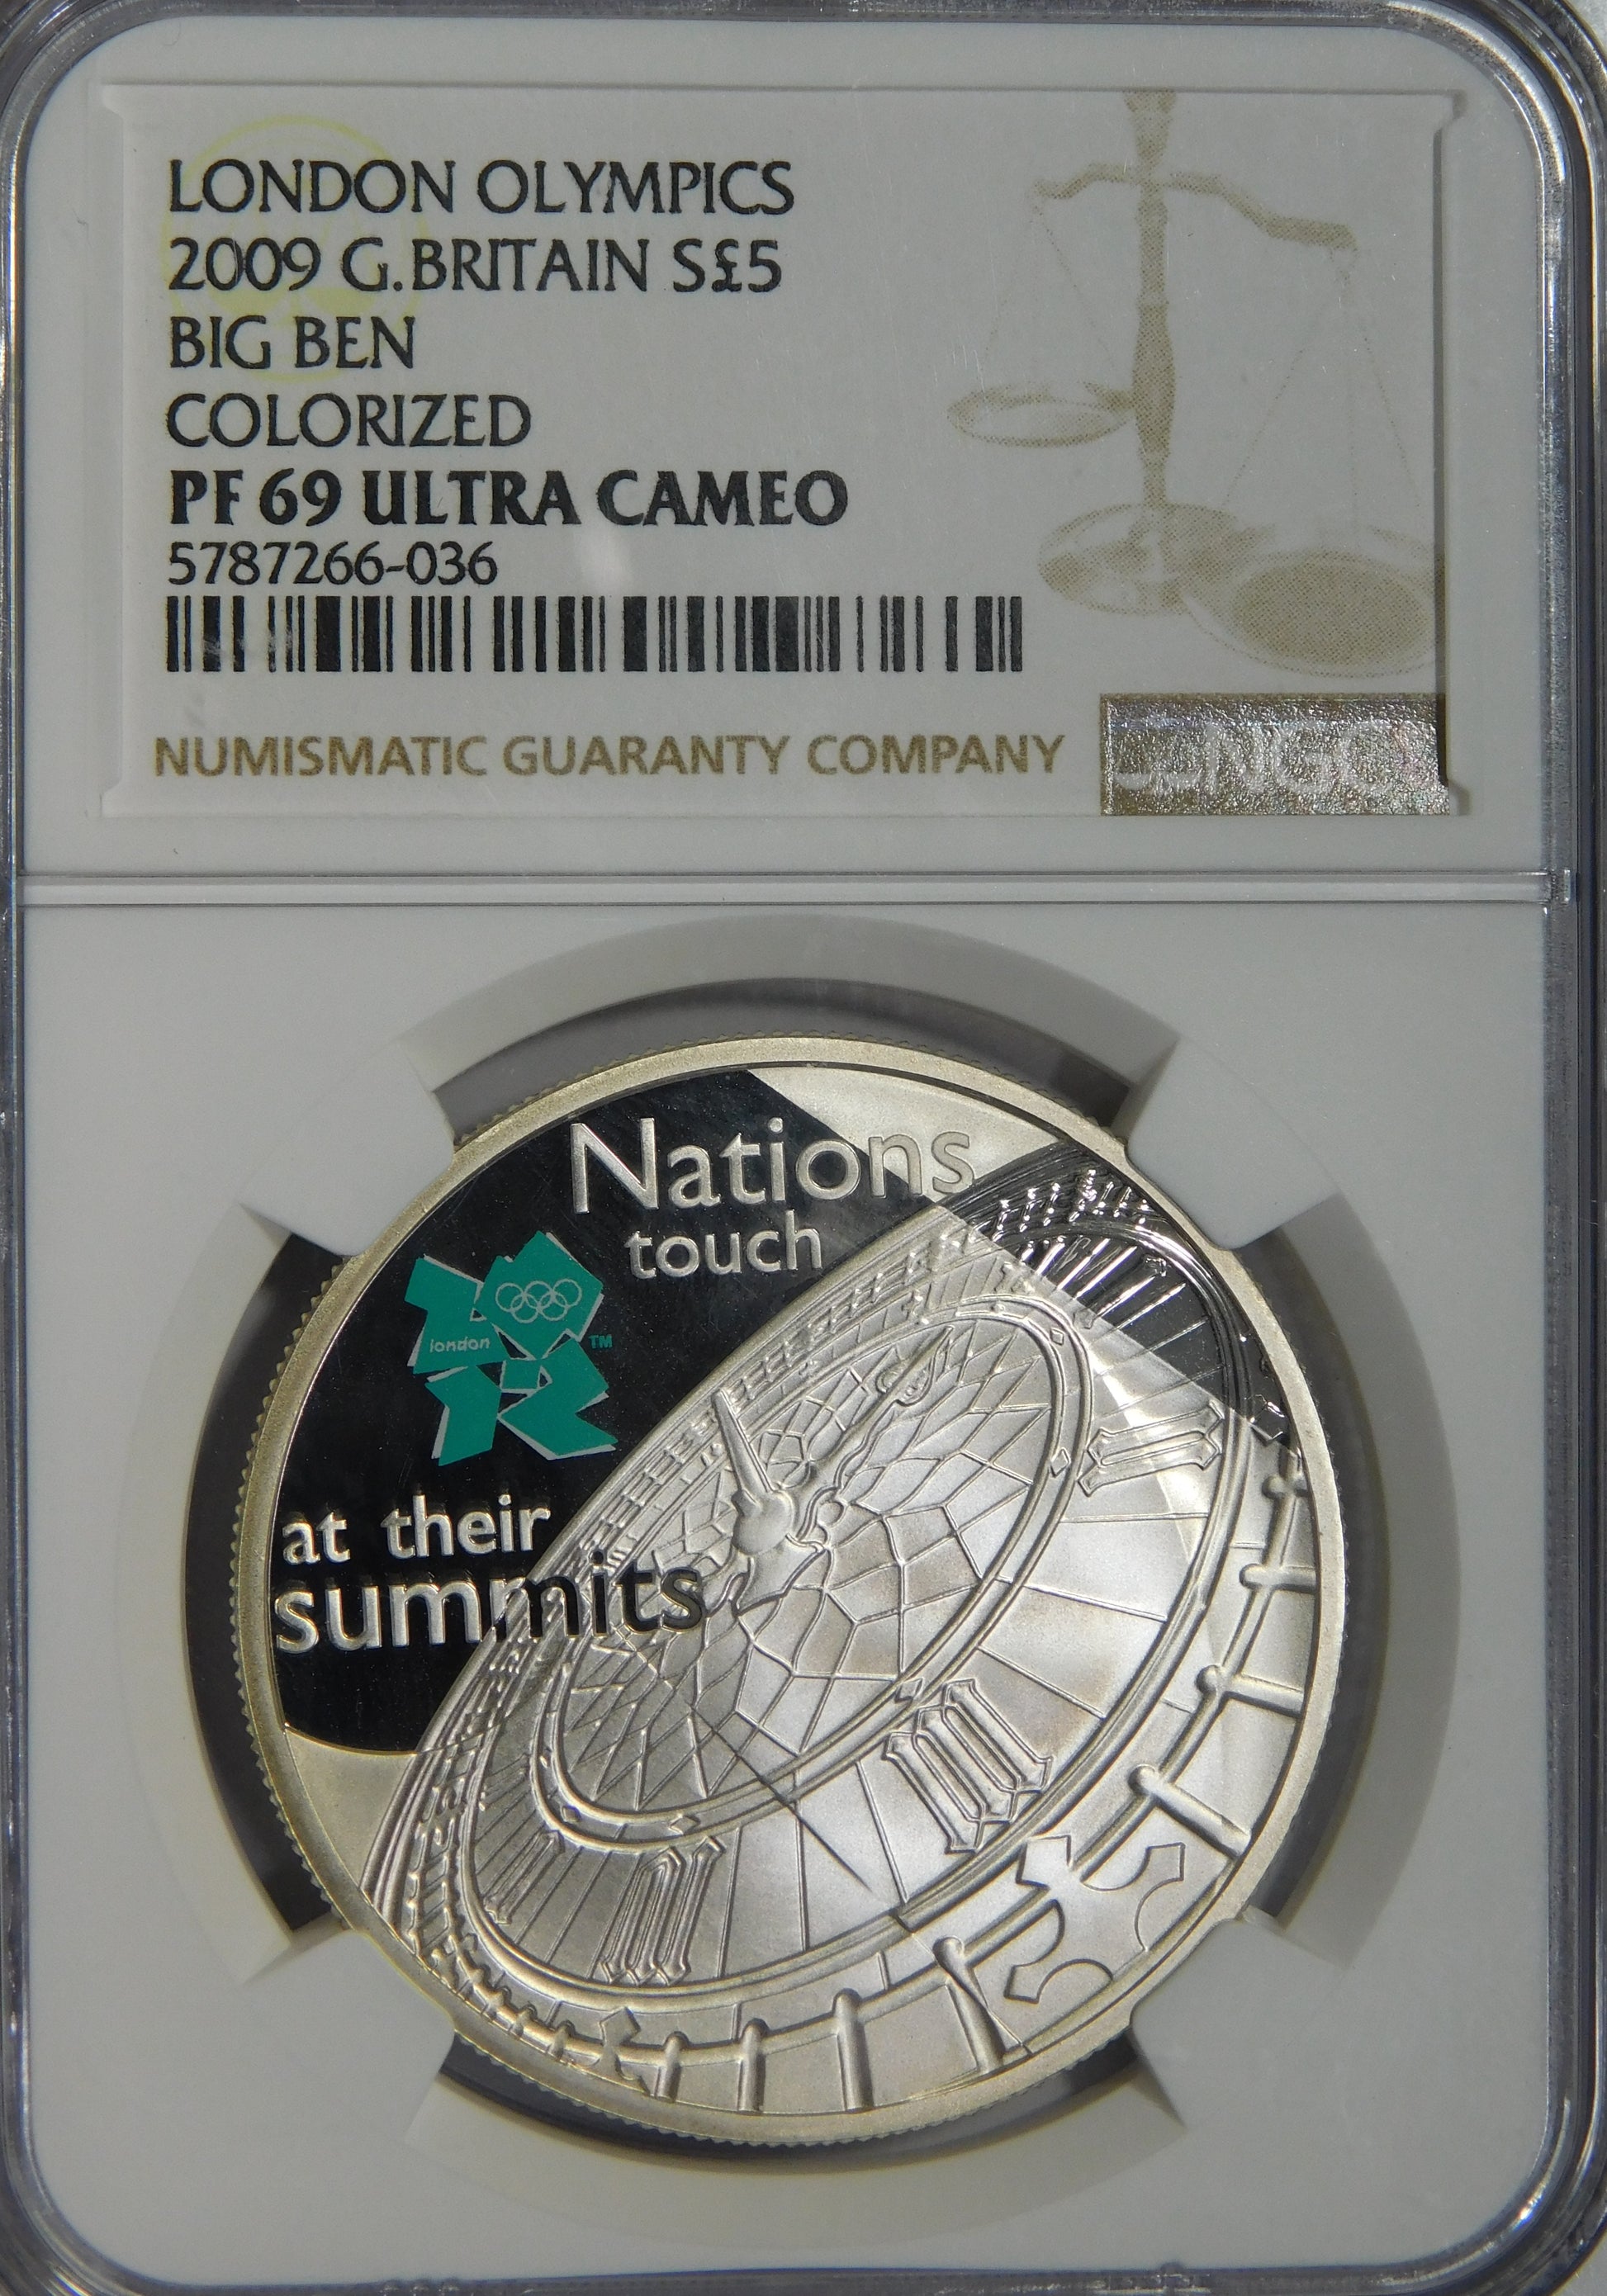 LONDON OLYMPICS
2009 G.BRITAIN S£5
BIG BEN
COLORIZED
PF 69 ULTRA CAMEO
5787266-036
NUMISMATIC GUARANTY COMPANY
NGC
Nations
touch
london
TM
at their
summits